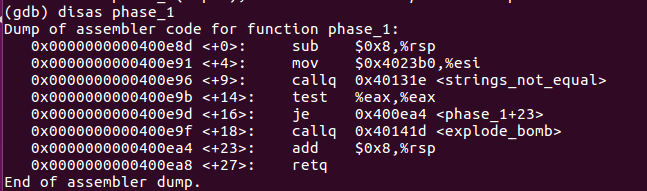 (gdb) disas phase_1
Dump of assembler code for function phase_1:
   0x0000000000400e8d <+0>:     sub    $0x8,%rsp
   0x0000000000400e91 <+4>:     mov    $0x4023b0,%esi
   0x0000000000400e96 <+9>:     callq  0x40131e <strings_not_equal>
   0x0000000000400e9b <+14>:    test   %eax,%eax
   0x0000000000400e9d <+16>:    je     0x400ea4 <phase_1+23>
   0x0000000000400e9f <+18>:    callq  0x40141d <explode_bomb>
   0x0000000000400ea4 <+23>:    add    $0x8,%rsp
   0x0000000000400ea8 <+27>:    retq
End of assembler dump.